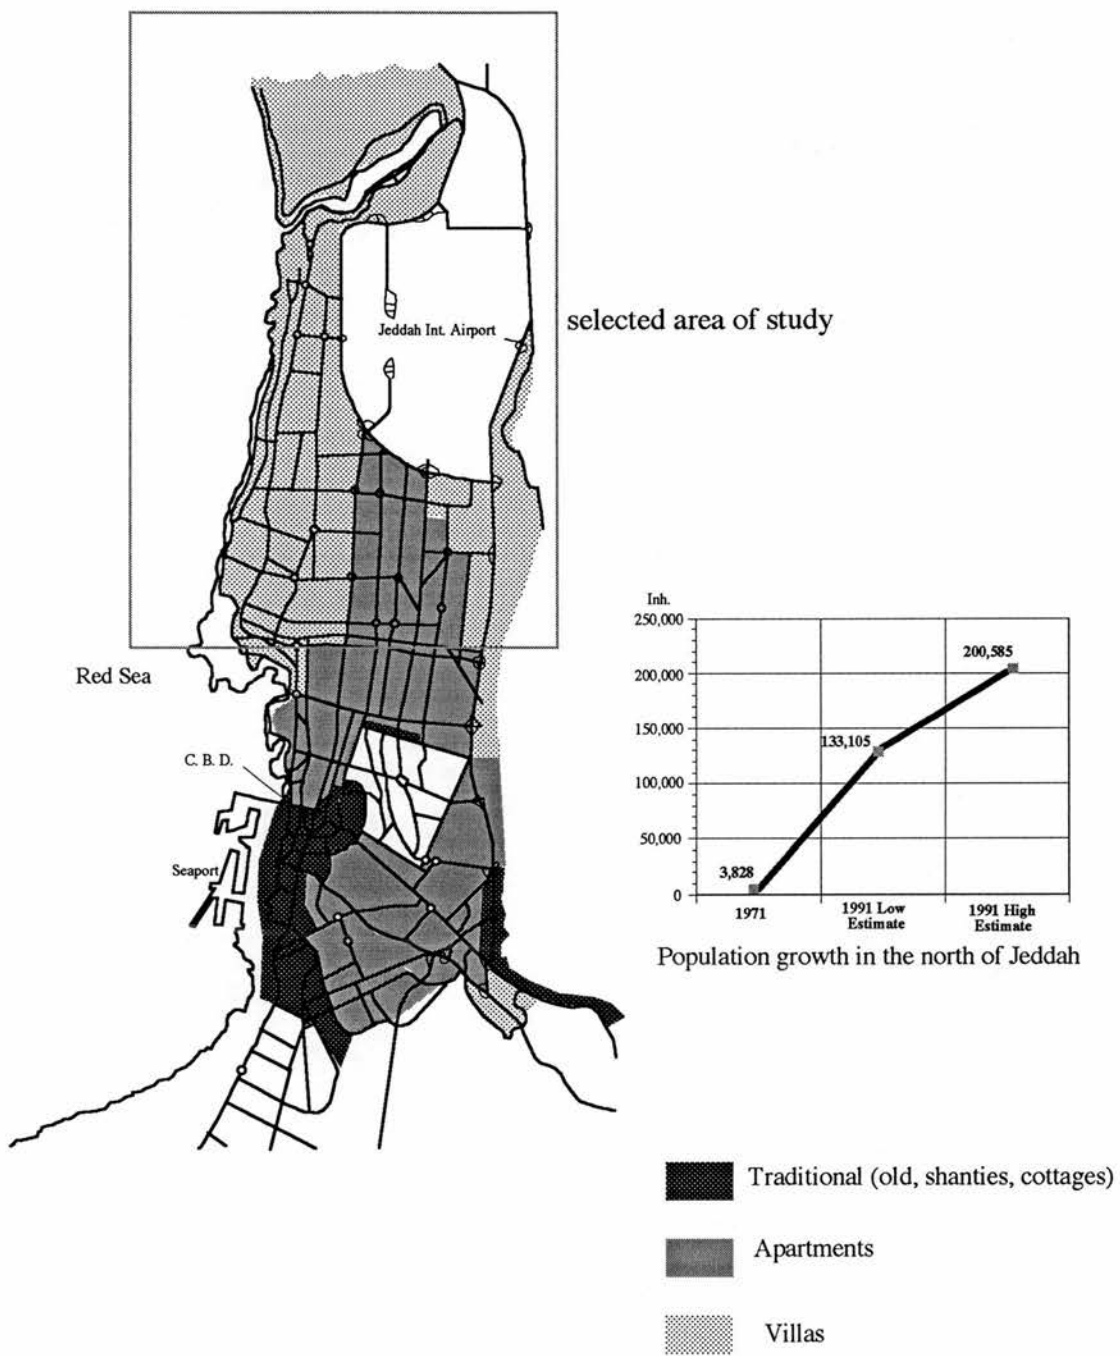 selected area of study
Jeddah Int. Airport
Red Sea
C. B. D.
Seaport
Inh.
250,000
200,000
150,000
100,000
50,000
0
3,828
133,105
200,585
1971
1991 Low
Estimate
1991 High
Estimate
Population growth in the north of Jeddah
Traditional (old, shanties, cottages)
Apartments
Villas